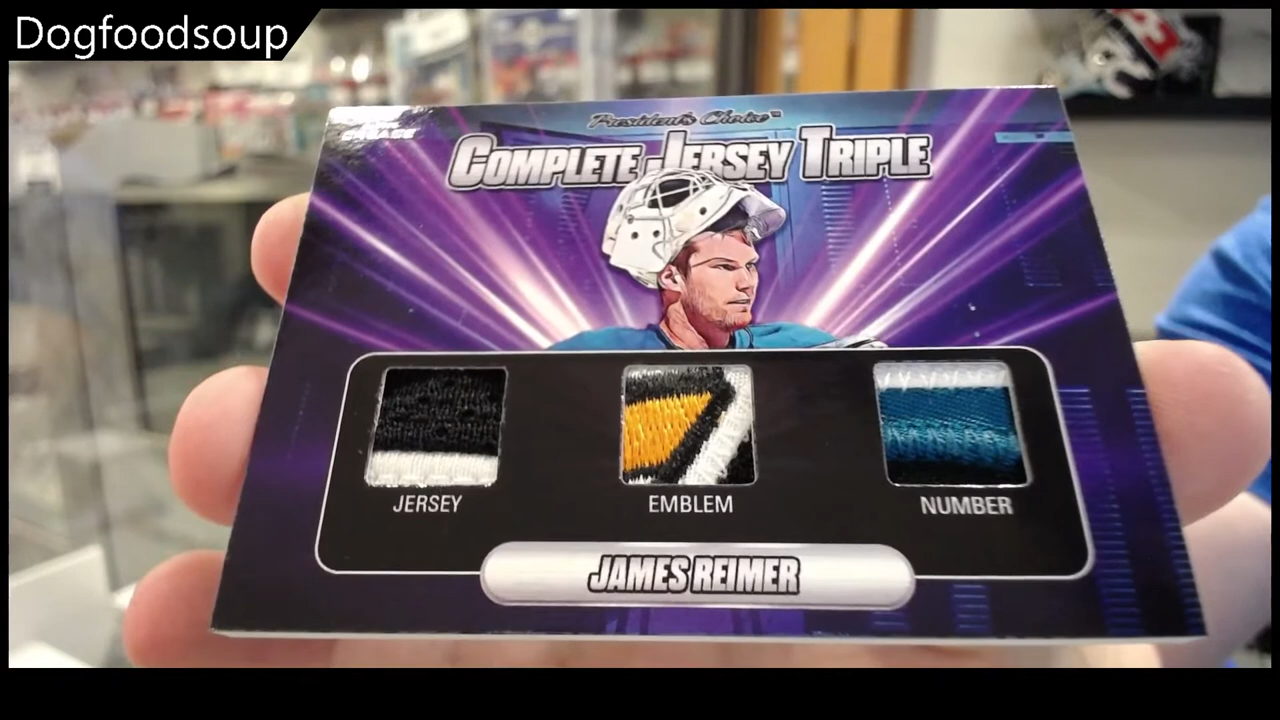 Dogfoodsoup
President's Choice™
COMPLETE JERSEY TRIPLE
JERSEY
EMBLEM
NUMBER
JAMES REIMER